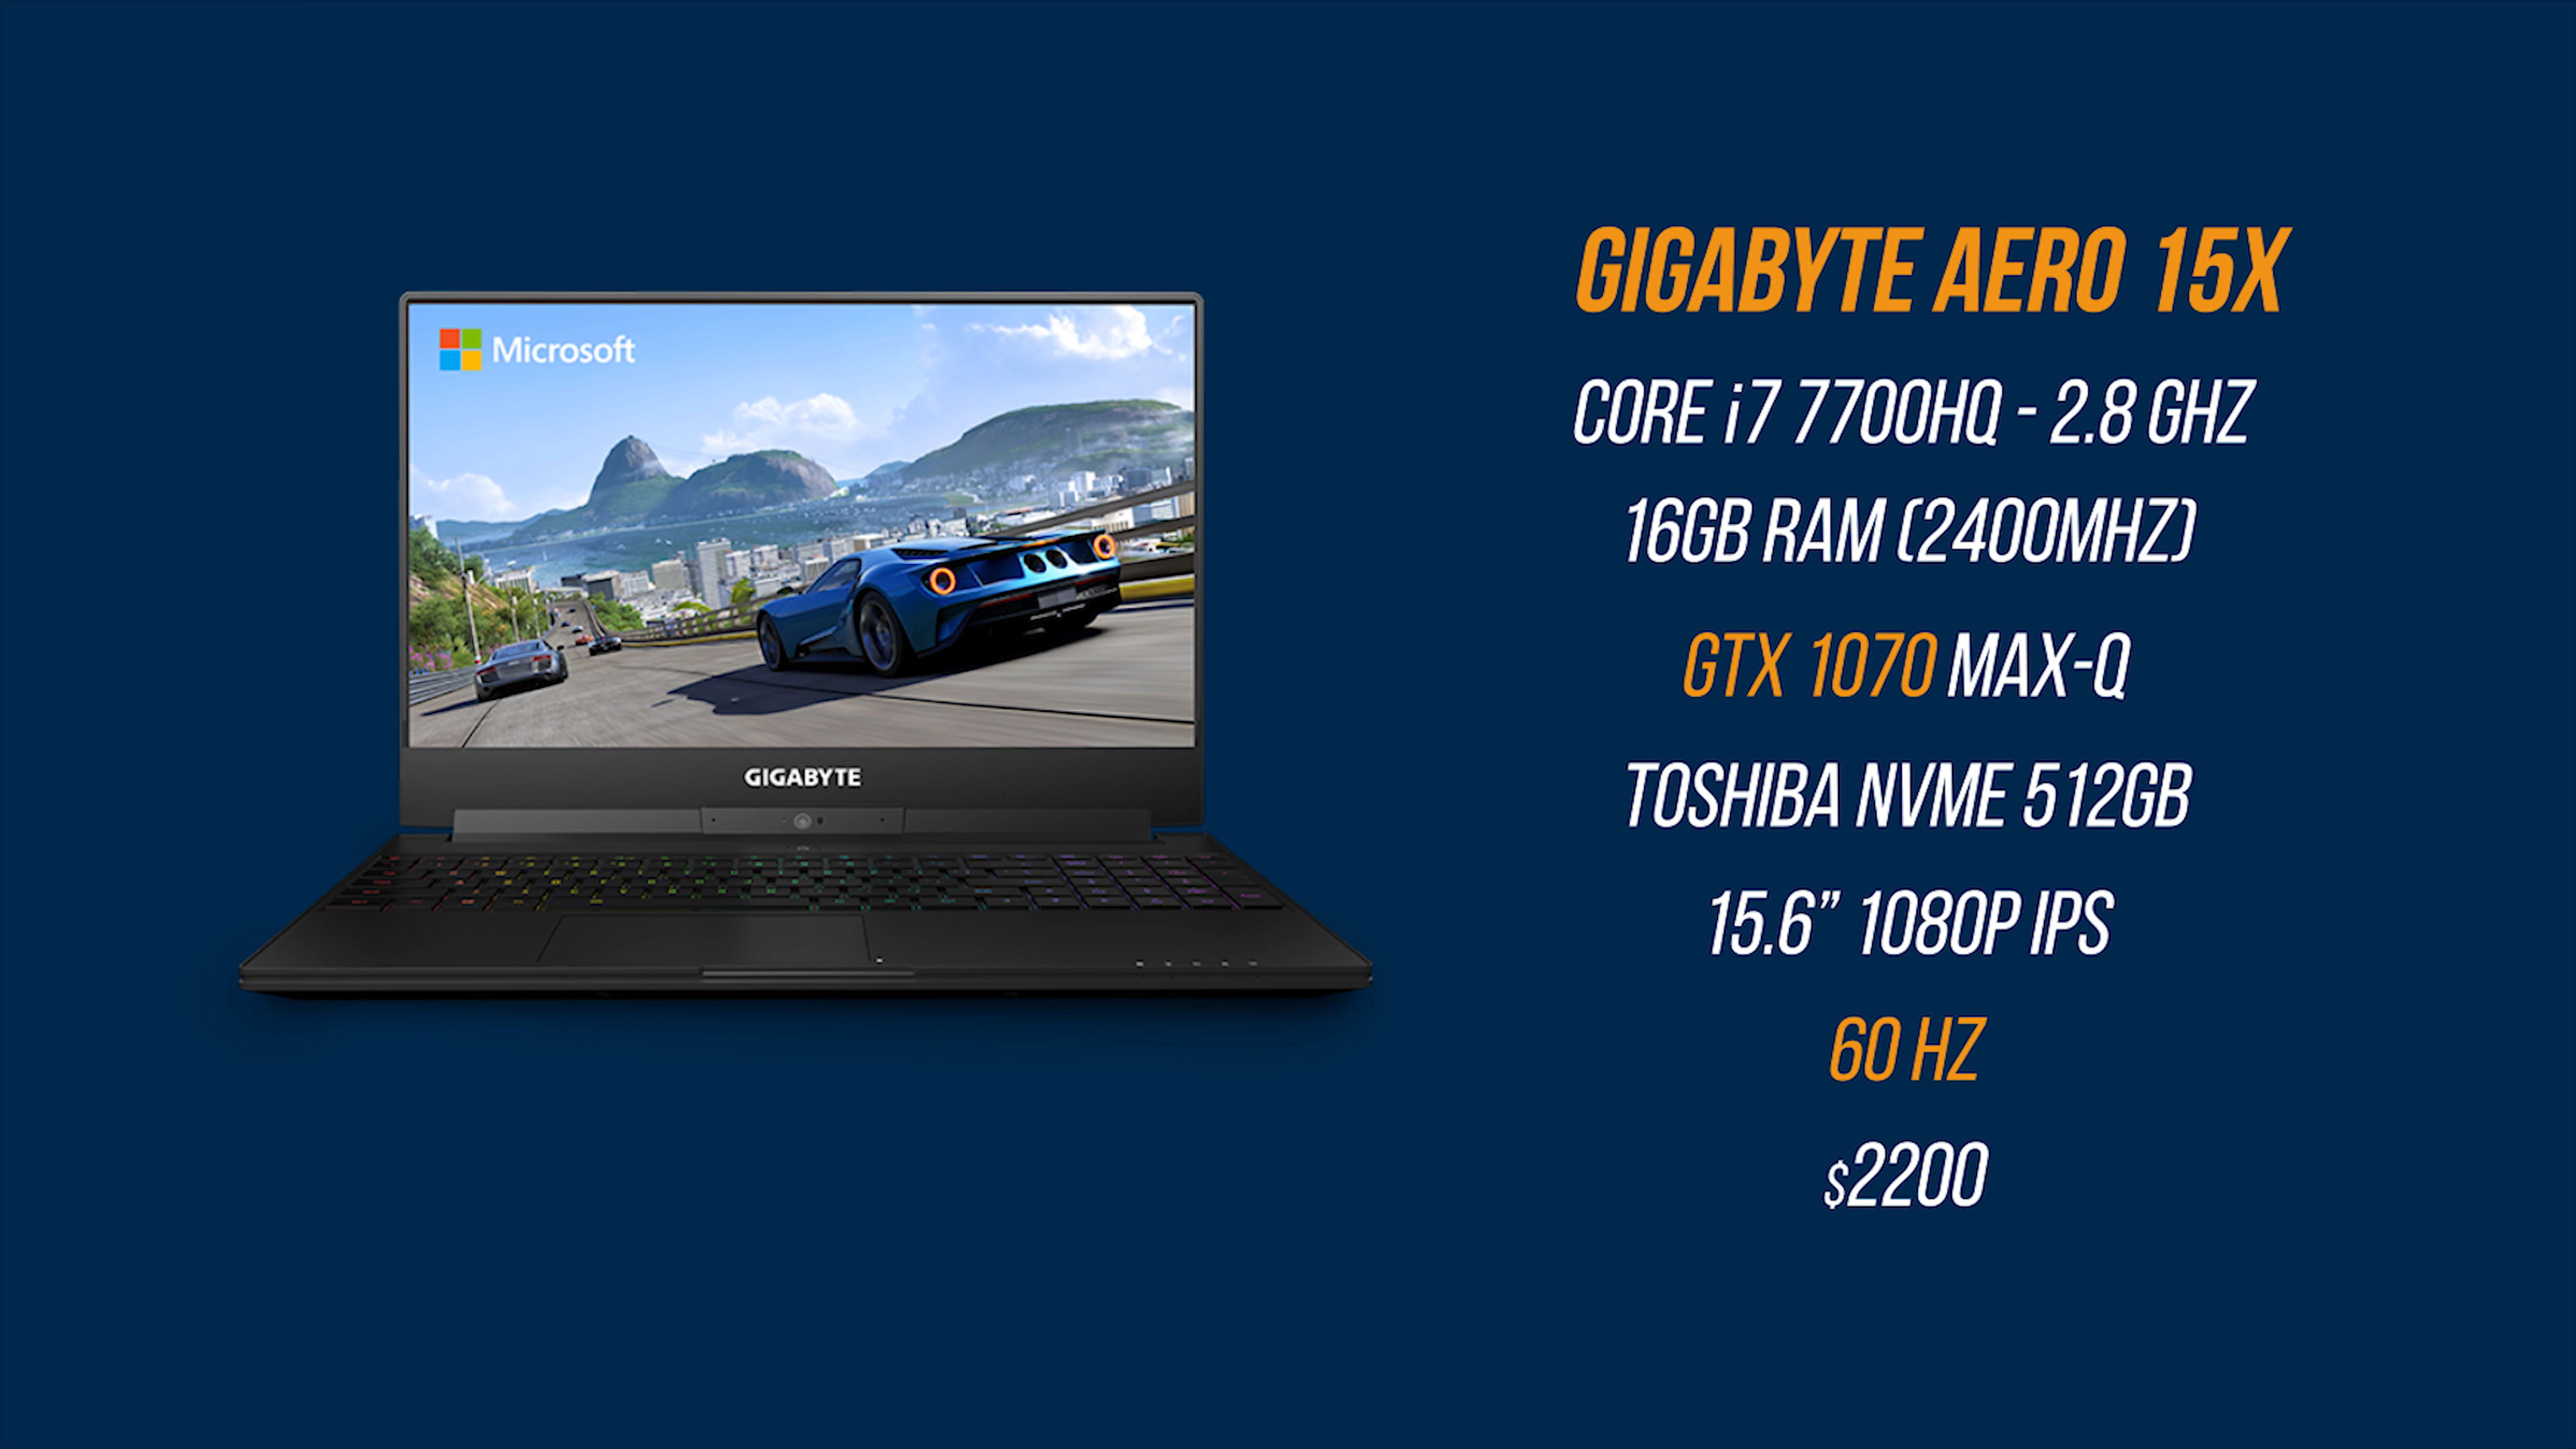 Microsoft
GIGABYTE
GIGABYTE AERO 15X
CORE i7 7700HQ - 2.8 GHZ
16GB RAM (2400MHZ)
GTX 1070 MAX-Q
TOSHIBA NVME 512GB
15.6” 1080P IPS
60 HZ
$2200